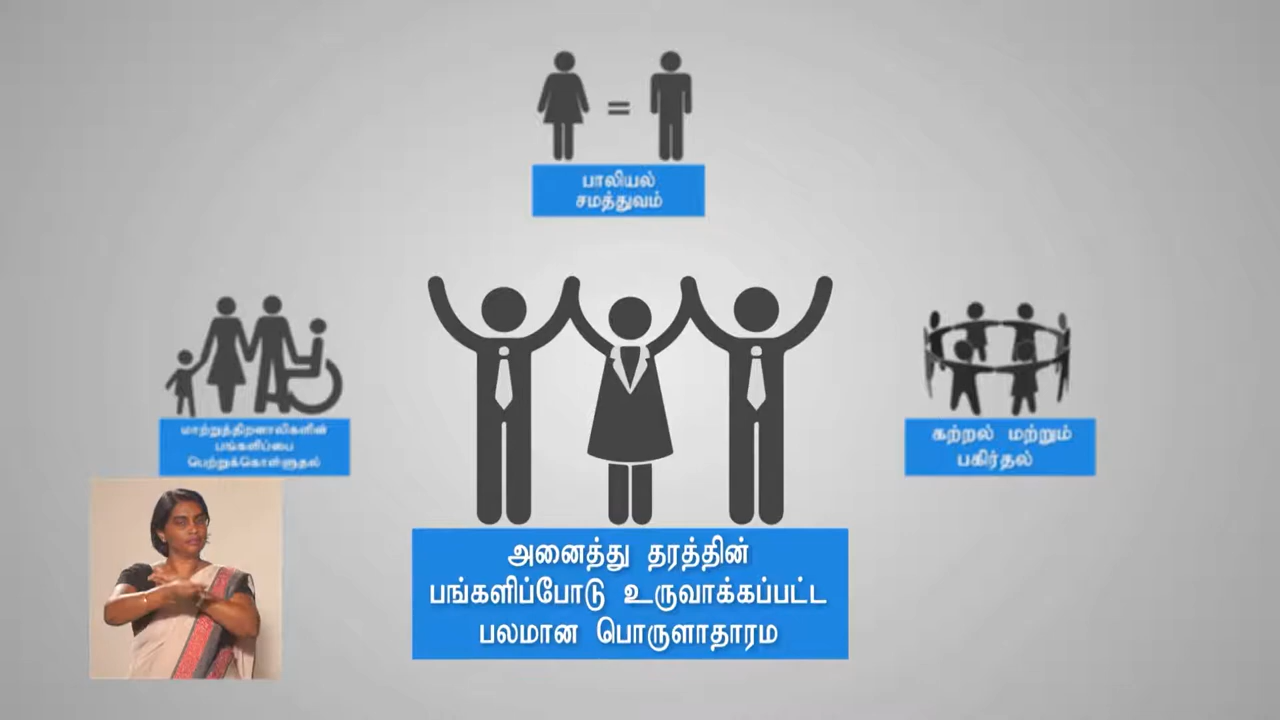 பாலியல்
சமத்துவம்
மாற்றுத்திறனாலிகளின்
பங்களிப்பை
பெற்றுக்கொள்ளுதல்
கற்றல் மற்றும்
பகிர்தல்
அனைத்து தரத்தின்
பங்களிப்போடு உருவாக்கப்பட்ட
பலமான பொருளாதாரம